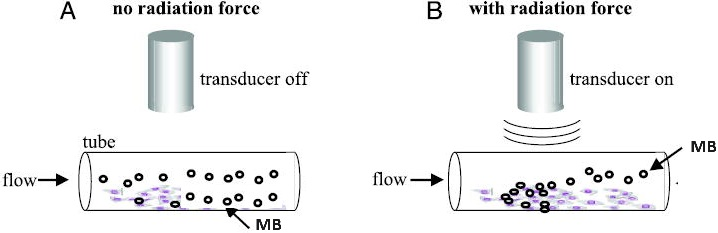 A
no radiation force
transducer off
tube
flow
MB
B
with radiation force
transducer on
MB
flow